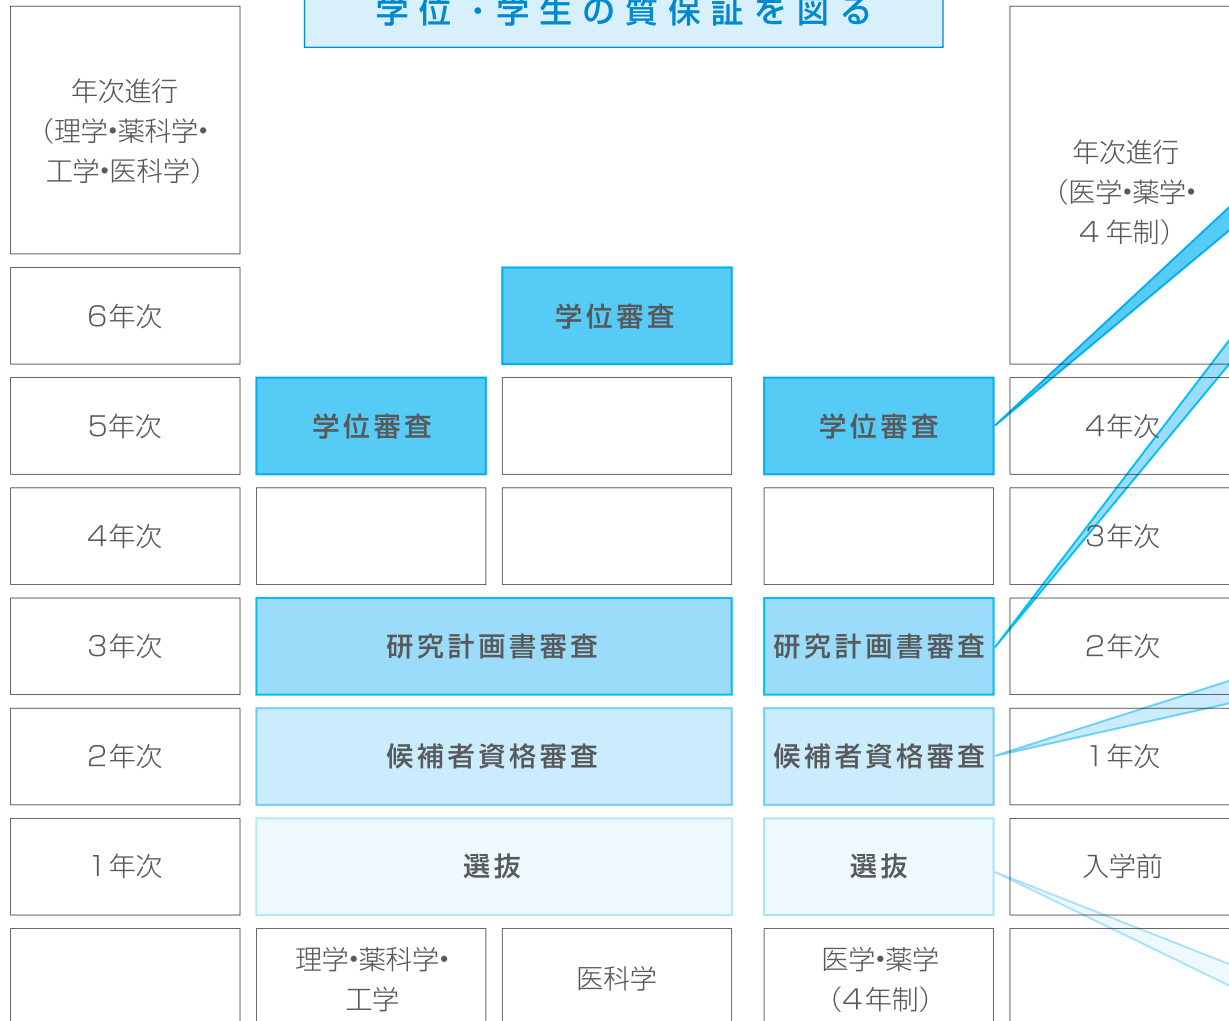 学位・学生の質保証を図る
年次進行
（理学・薬科学・
工学・医科学）
年次進行
（医学・薬学・
4年制）
6年次
学位審査
5年次
学位審査
学位審査
4年次
4年次
3年次
3年次
研究計画書審査
研究計画書審査
2年次
2年次
候補者資格審査
候補者資格審査
1年次
1年次
選抜
選抜
入学前
理学・薬科学・
工学
医科学
医学・薬学
（4年制）